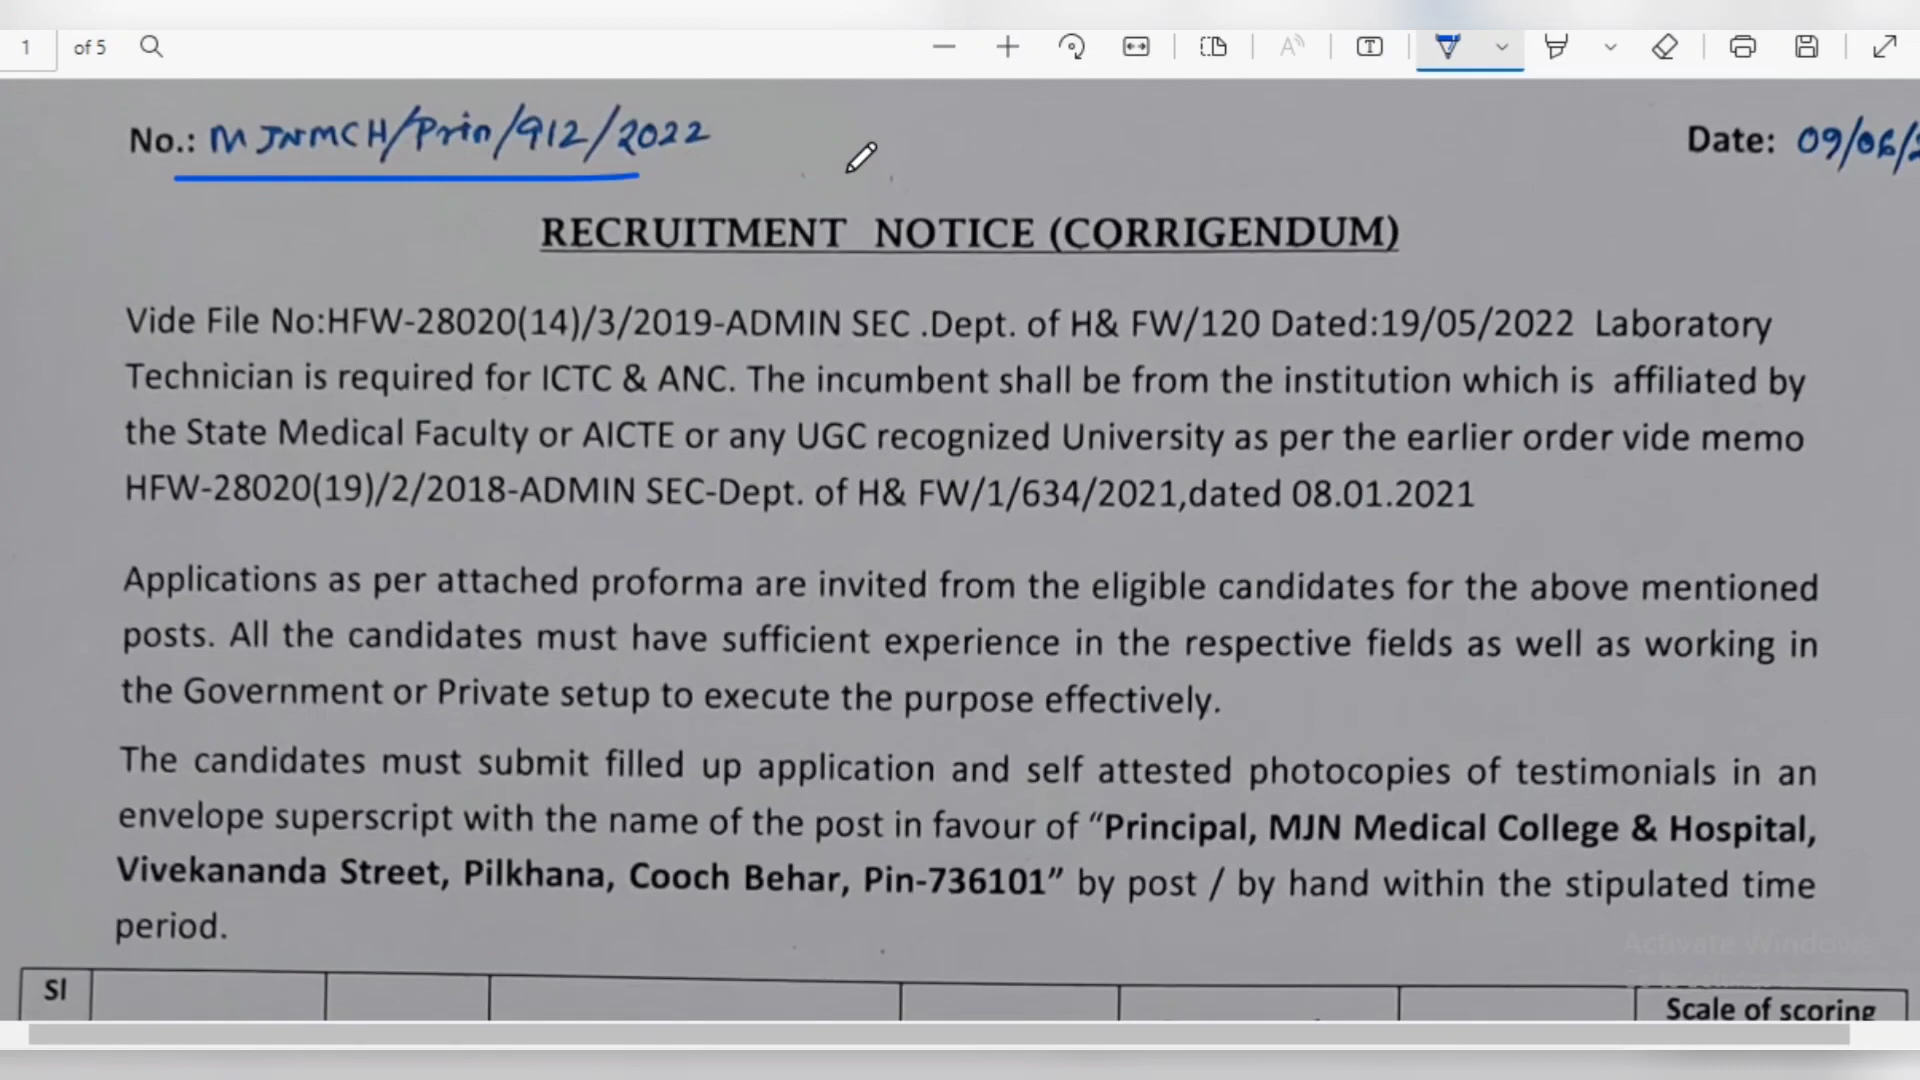 1 of 5
No.: MJNMCH/Prin/912/2022 Date: 09/06/2
RECRUITMENT NOTICE (CORRIGENDUM)
Vide File No:HFW-28020(14)/3/2019-ADMIN SEC .Dept. of H& FW/120 Dated:19/05/2022 Laboratory
Technician is required for ICTC & ANC. The incumbent shall be from the institution which is affiliated by
the State Medical Faculty or AICTE or any UGC recognized University as per the earlier order vide memo
HFW-28020(19)/2/2018-ADMIN SEC-Dept. of H& FW/1/634/2021,dated 08.01.2021
Applications as per attached proforma are invited from the eligible candidates for the above mentioned
posts. All the candidates must have sufficient experience in the respective fields as well as working in
the Government or Private setup to execute the purpose effectively.
The candidates must submit filled up application and self attested photocopies of testimonials in an
envelope superscript with the name of the post in favour of “Principal, MJN Medical College & Hospital,
Vivekananda Street, Pilkhana, Cooch Behar, Pin-736101” by post / by hand within the stipulated time
period.
Activate Windows
Sl Scale of scoring